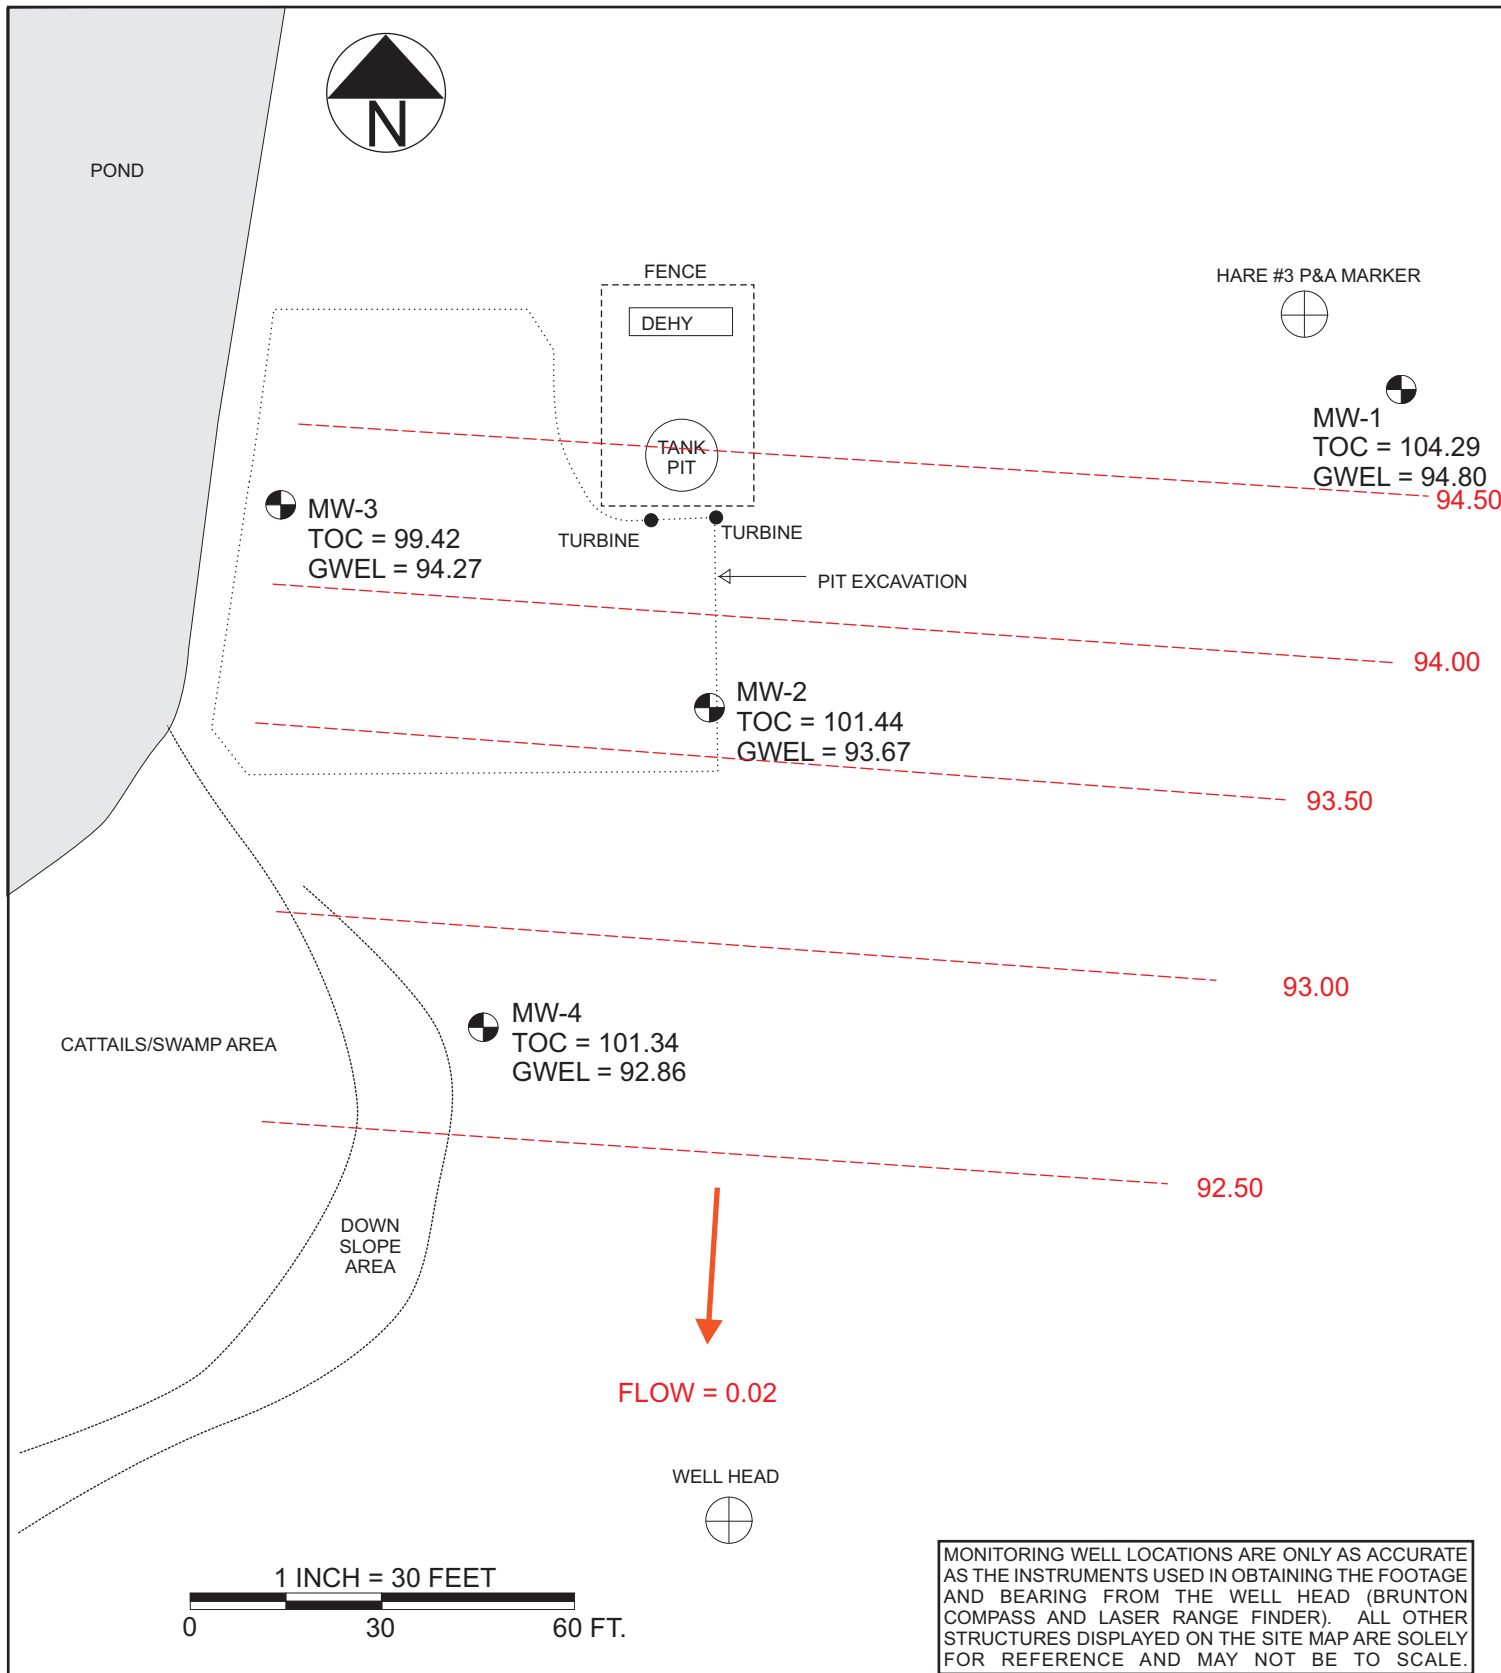 N
POND
FENCE
DEHY
HARE #3 P&A MARKER
MW-1
TOC = 104.29
GWEL = 94.80
94.50
TANK
PIT
MW-3
TOC = 99.42
GWEL = 94.27
TURBINE
TURBINE
PIT EXCAVATION
94.00
MW-2
TOC = 101.44
GWEL = 93.67
93.50
93.00
MW-4
TOC = 101.34
GWEL = 92.86
CATTAILS/SWAMP AREA
92.50
DOWN
SLOPE
AREA
FLOW = 0.02
WELL HEAD
1 INCH = 30 FEET
0 30 60 FT.
MONITORING WELL LOCATIONS ARE ONLY AS ACCURATE
AS THE INSTRUMENTS USED IN OBTAINING THE FOOTAGE
AND BEARING FROM THE WELL HEAD (BRUNTON
COMPASS AND LASER RANGE FINDER). ALL OTHER
STRUCTURES DISPLAYED ON THE SITE MAP ARE SOLELY
FOR REFERENCE AND MAY NOT BE TO SCALE.